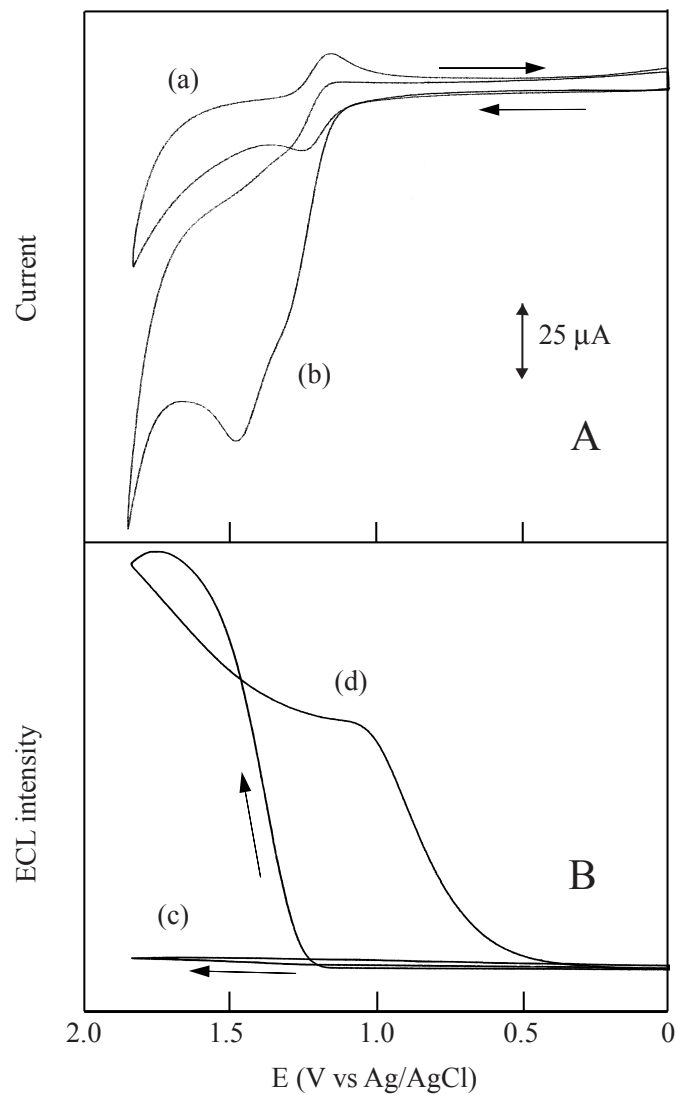 (a)
Current
25 µA
(b)
A
(d)
ECL intensity
B
(c)
2.0 1.5 1.0 0.5 0
E (V vs Ag/AgCl)